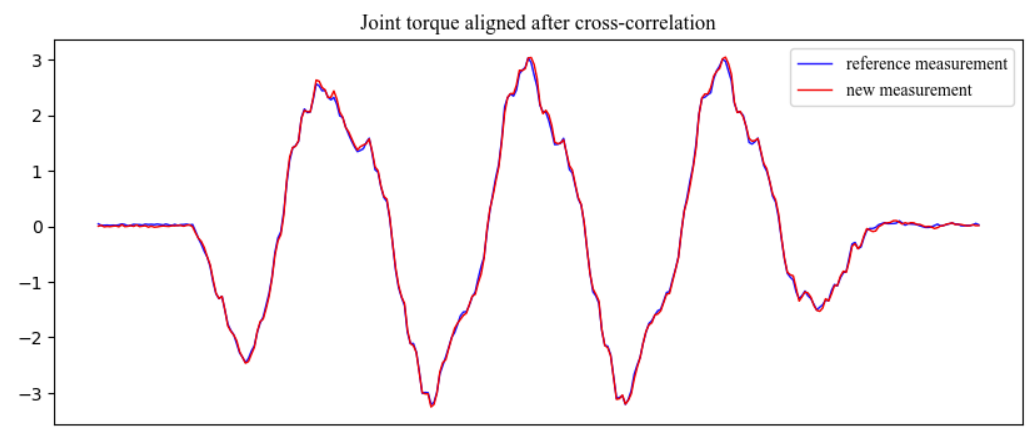 Joint torque aligned after cross-correlation
3
2
1
0
−1
−2
−3
reference measurement
new measurement